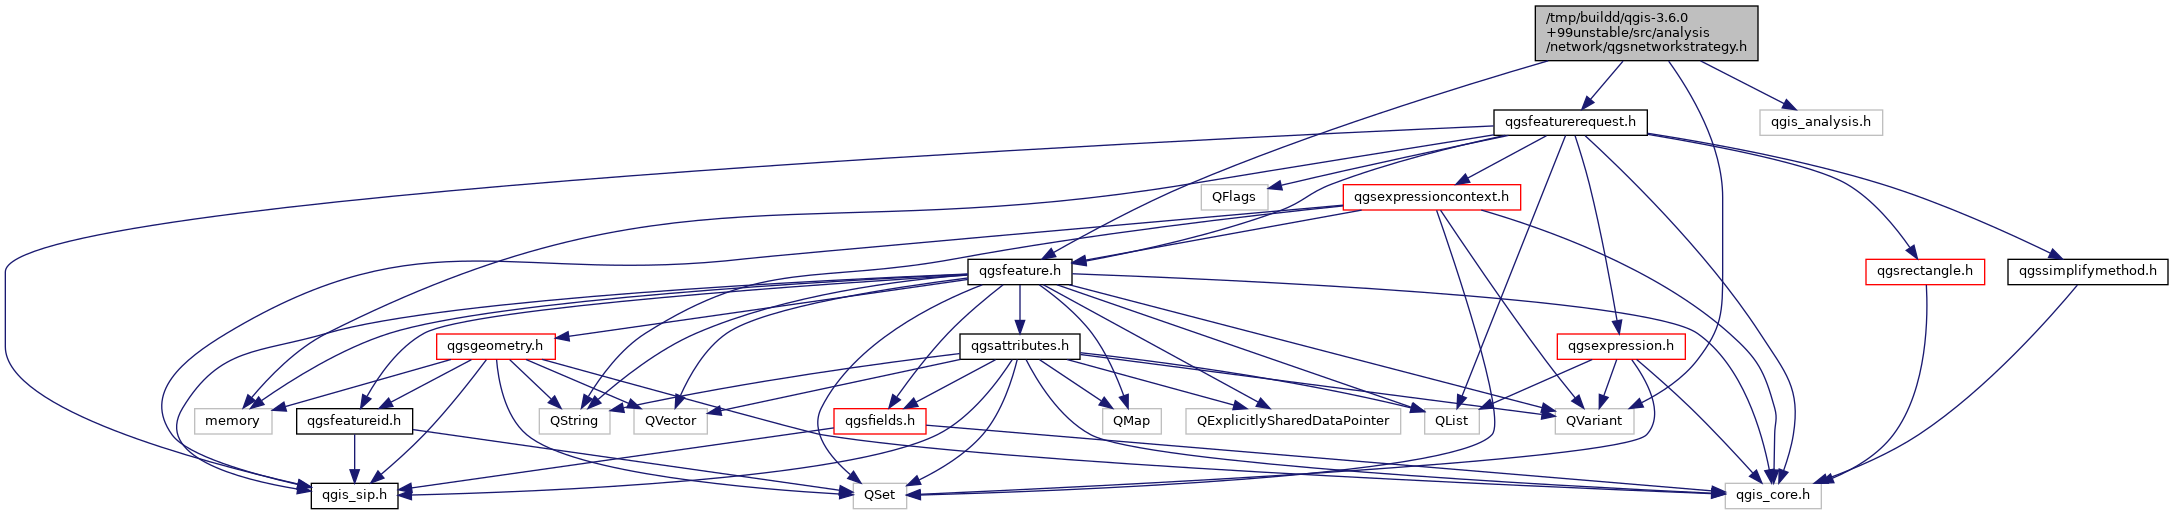 /tmp/buildd/qgis-3.6.0
+99unstable/src/analysis
/network/qgsnetworkstrategy.h
qgsfeaturerequest.h
qgis_analysis.h
QFlags
qgsexpressioncontext.h
qgsfeature.h
qgsrectangle.h
qgssimplifymethod.h
qgsgeometry.h
qgsattributes.h
qgsexpression.h
memory
qgsfeatureid.h
QString
QVector
qgsfields.h
QMap
QExplicitlySharedDataPointer
QList
QVariant
qgis_sip.h
QSet
qgis_core.h